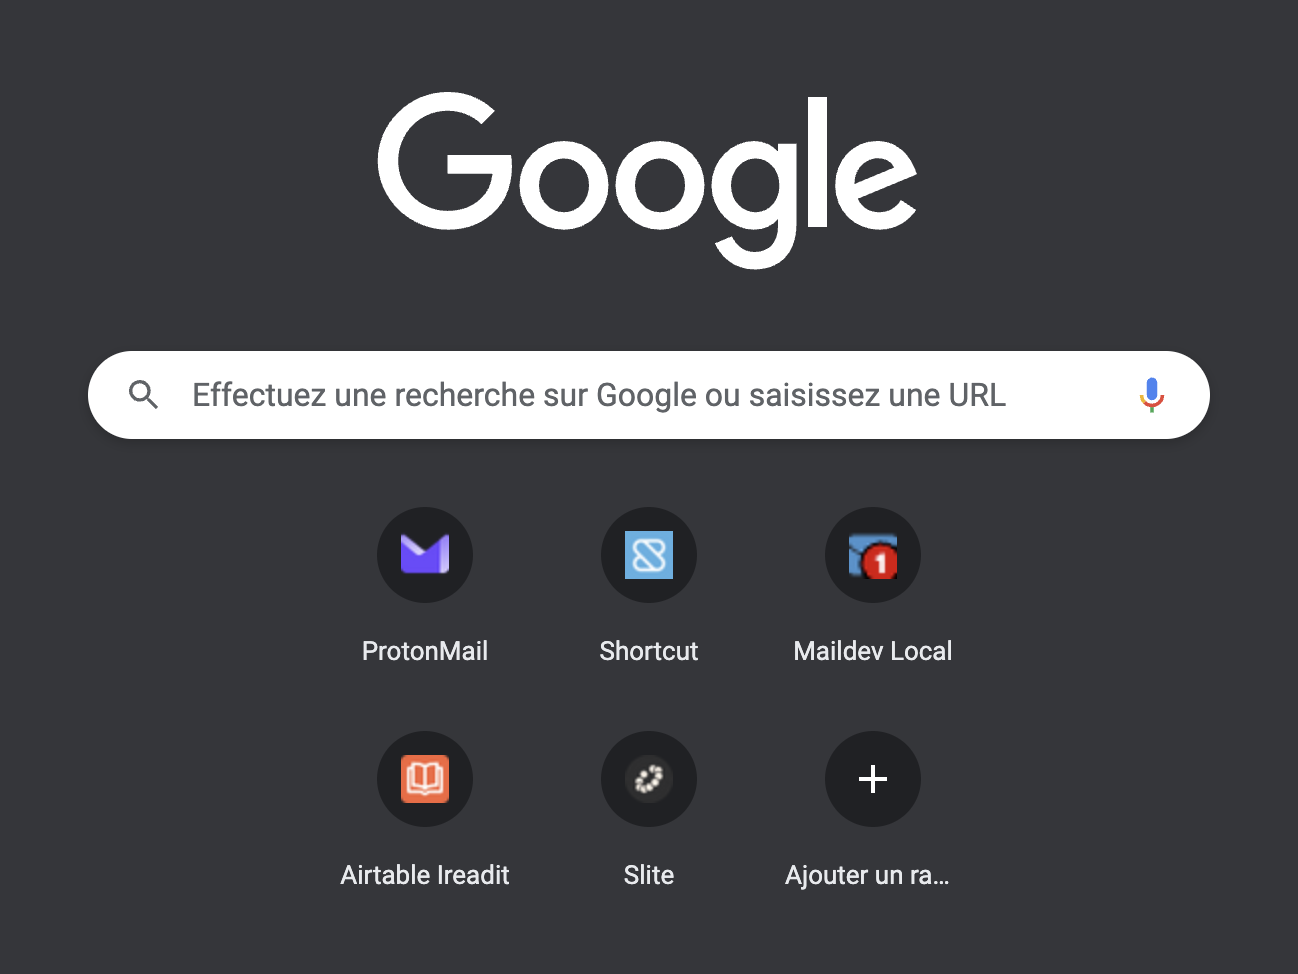 Google
Effectuez une recherche sur Google ou saisissez une URL
1
ProtonMail
Shortcut
Maildev Local
Airtable Ireadit
Slite
Ajouter un ra...